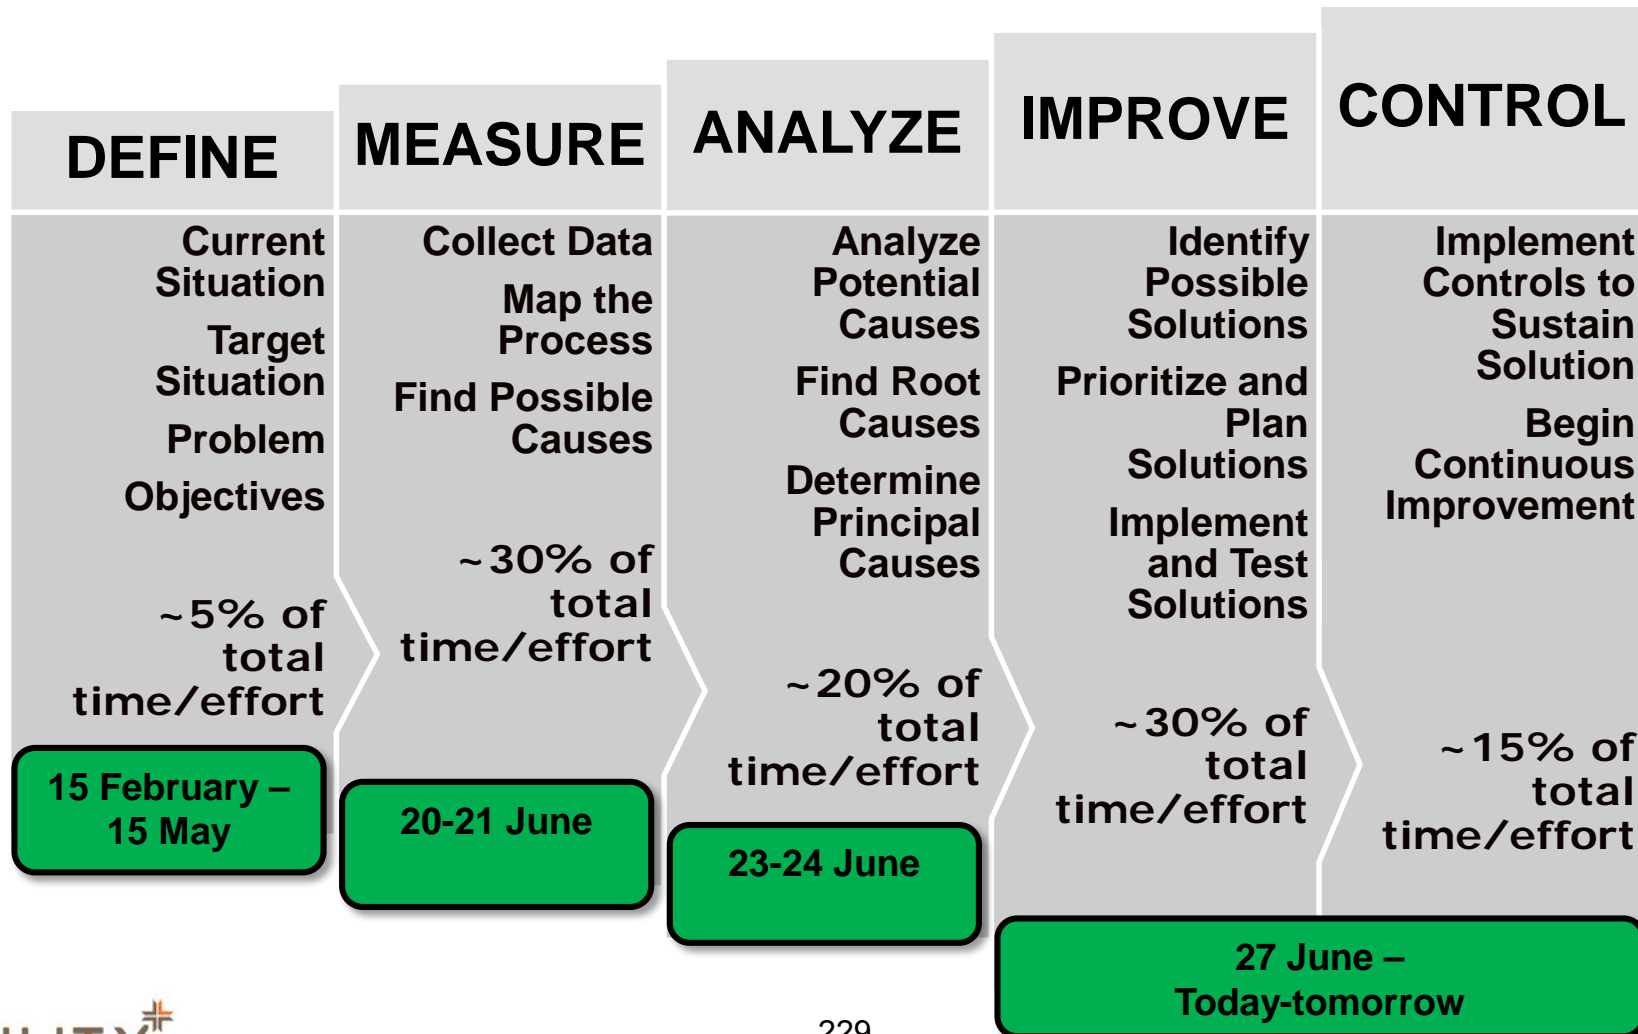 DEFINE
Current
Situation
Target
Situation
Problem
Objectives
~5% of
total
time/effort
15 February –
15 May
MEASURE
Collect Data
Map the
Process
Find Possible
Causes
~30% of
total
time/effort
20-21 June
ANALYZE
Analyze
Potential
Causes
Find Root
Causes
Determine
Principal
Causes
~20% of
total
time/effort
23-24 June
IMPROVE
Identify
Possible
Solutions
Prioritize and
Plan
Solutions
Implement
and Test
Solutions
~30% of
total
time/effort
CONTROL
Implement
Controls to
Sustain
Solution
Begin
Continuous
Improvement
~15% of
total
time/effort
27 June –
Today-tomorrow
229